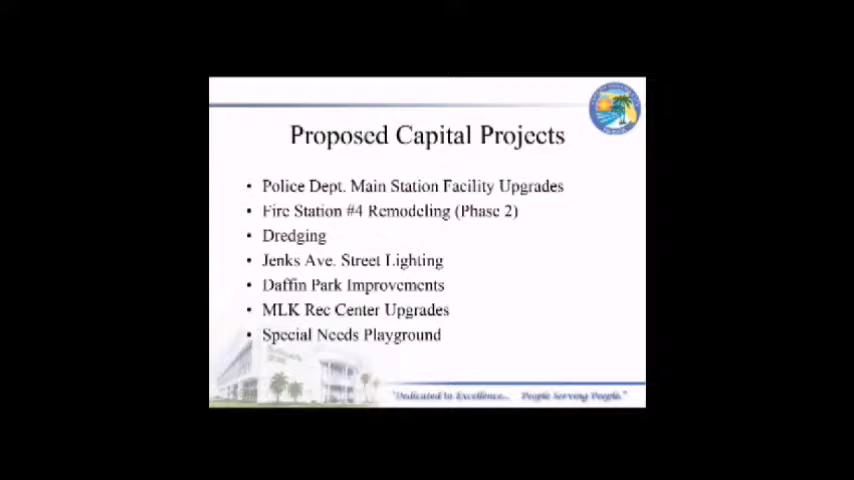 Proposed Capital Projects
• Police Dept. Main Station Facility Upgrades
• Fire Station #4 Remodeling (Phase 2)
• Dredging
• Jenks Ave. Street Lighting
• Daffin Park Improvements
• MLK Rec Center Upgrades
• Special Needs Playground
"Dedicated to Excellence... People Serving People."